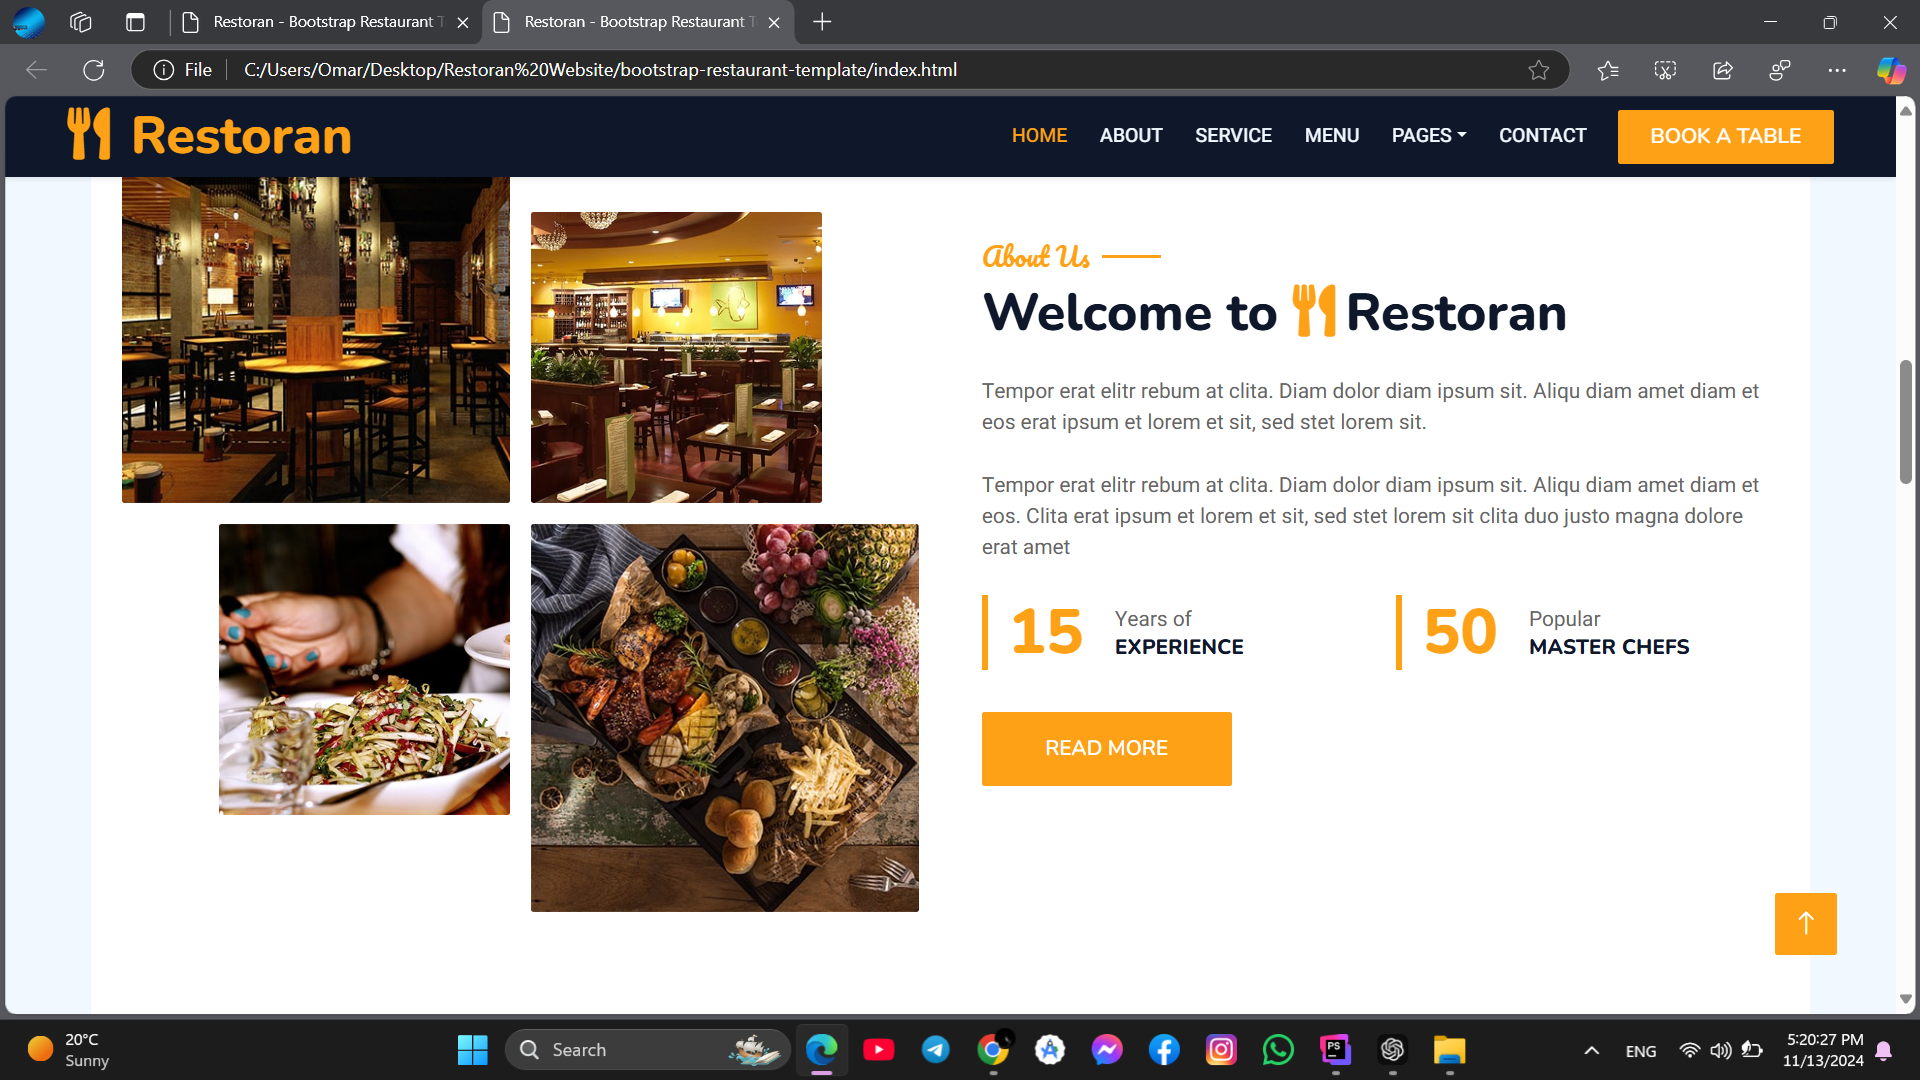 Restoran - Bootstrap Restaurant T
Restoran - Bootstrap Restaurant T
File
C:/Users/Omar/Desktop/Restoran%20Website/bootstrap-restaurant-template/index.html
Restoran
HOME
ABOUT
SERVICE
MENU
PAGES
CONTACT
BOOK A TABLE
About Us
Welcome to Restoran
Tempor erat elitr rebum at clita. Diam dolor diam ipsum sit. Aliqu diam amet diam et
eos erat ipsum et lorem et sit, sed stet lorem sit.
Tempor erat elitr rebum at clita. Diam dolor diam ipsum sit. Aliqu diam amet diam et
eos. Clita erat ipsum et lorem et sit, sed stet lorem sit clita duo justo magna dolore
erat amet
15
Years of
EXPERIENCE
50
Popular
MASTER CHEFS
READ MORE
20°C
Sunny
Search
PS
ENG
5:20:27 PM
11/13/2024